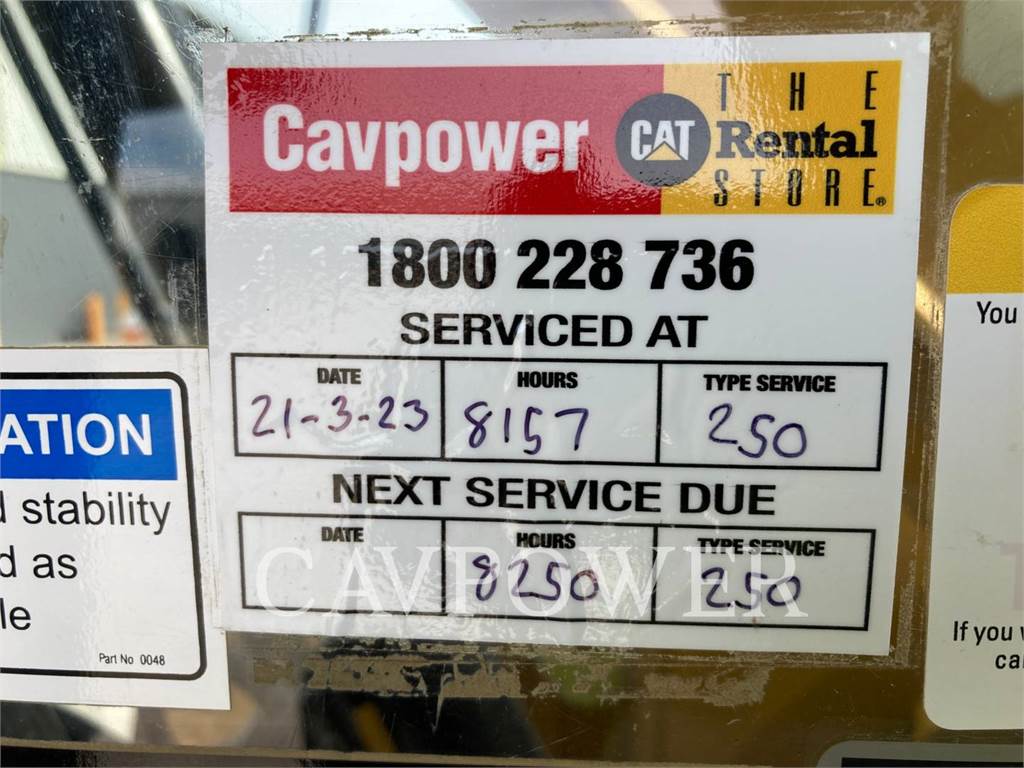 Cavpower CAT THE Rental STORE®
1800 228 736
SERVICED AT
DATE HOURS TYPE SERVICE
21-3-23 8157 250
NEXT SERVICE DUE
DATE HOURS TYPE SERVICE
8250 250
CAVPOWER
ATION
d stability
d as
le
Part No 0048
You
If you
ca